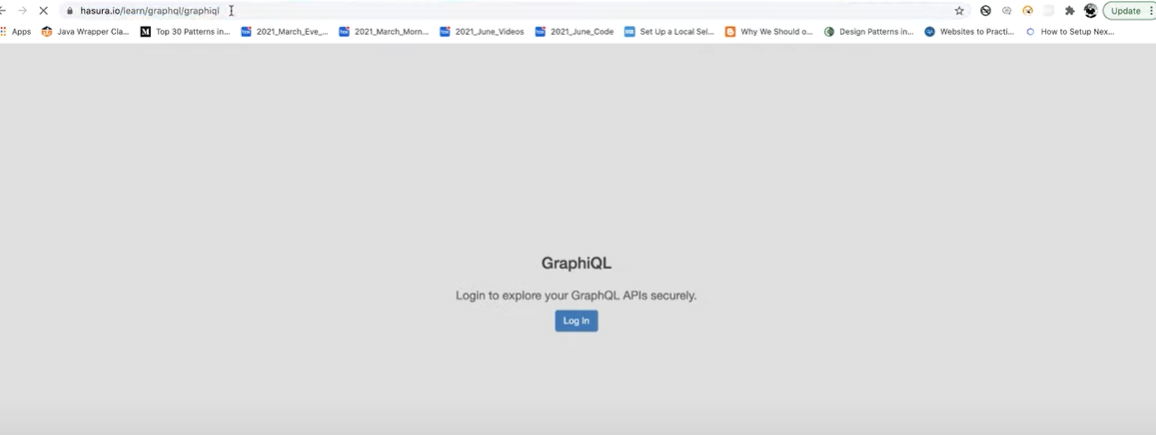 hasura.io/learn/graphql/graphiql
Update
Apps Java Wrapper Cla... Top 30 Patterns in... 2021_March_Eve_... 2021_March_Morn... 2021_June_Videos 2021_June_Code Set Up a Local Sel... Why We Should o... Design Patterns in... Websites to Practi... How to Setup Nex...
GraphiQL
Login to explore your GraphQL APIs securely.
Log In